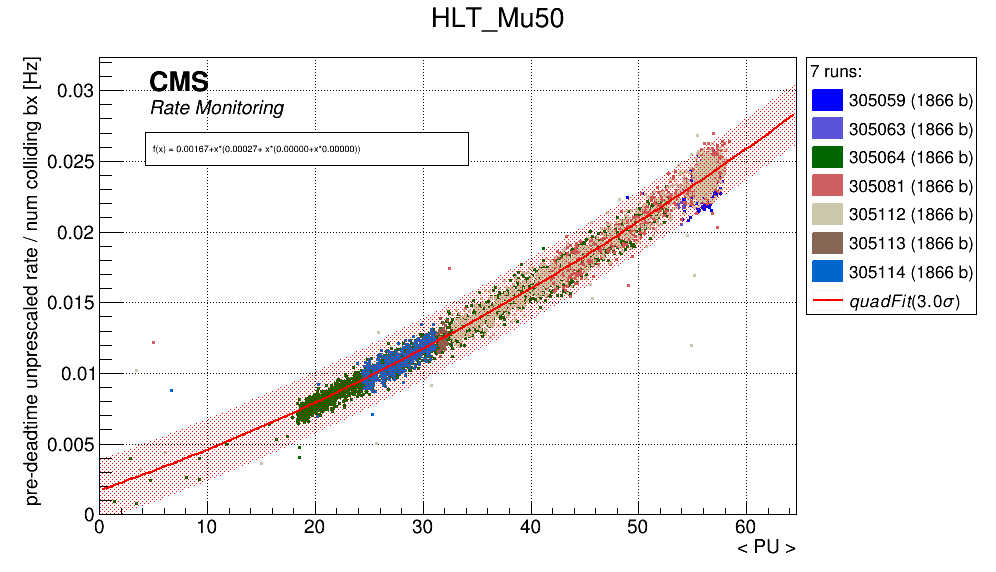 HLT_Mu50
pre-deadtime unprescaled rate / num colliding bx [Hz]
CMS
Rate Monitoring
f(x) = 0.00167+x*(0.00027+ x*(0.00000+x*0.00000))
0.03
0.025
0.02
0.015
0.01
0.005
0
0 10 20 30 40 50 60
< PU >
7 runs:
305059 (1866 b)
305063 (1866 b)
305064 (1866 b)
305081 (1866 b)
305112 (1866 b)
305113 (1866 b)
305114 (1866 b)
quadFit(3.0σ)